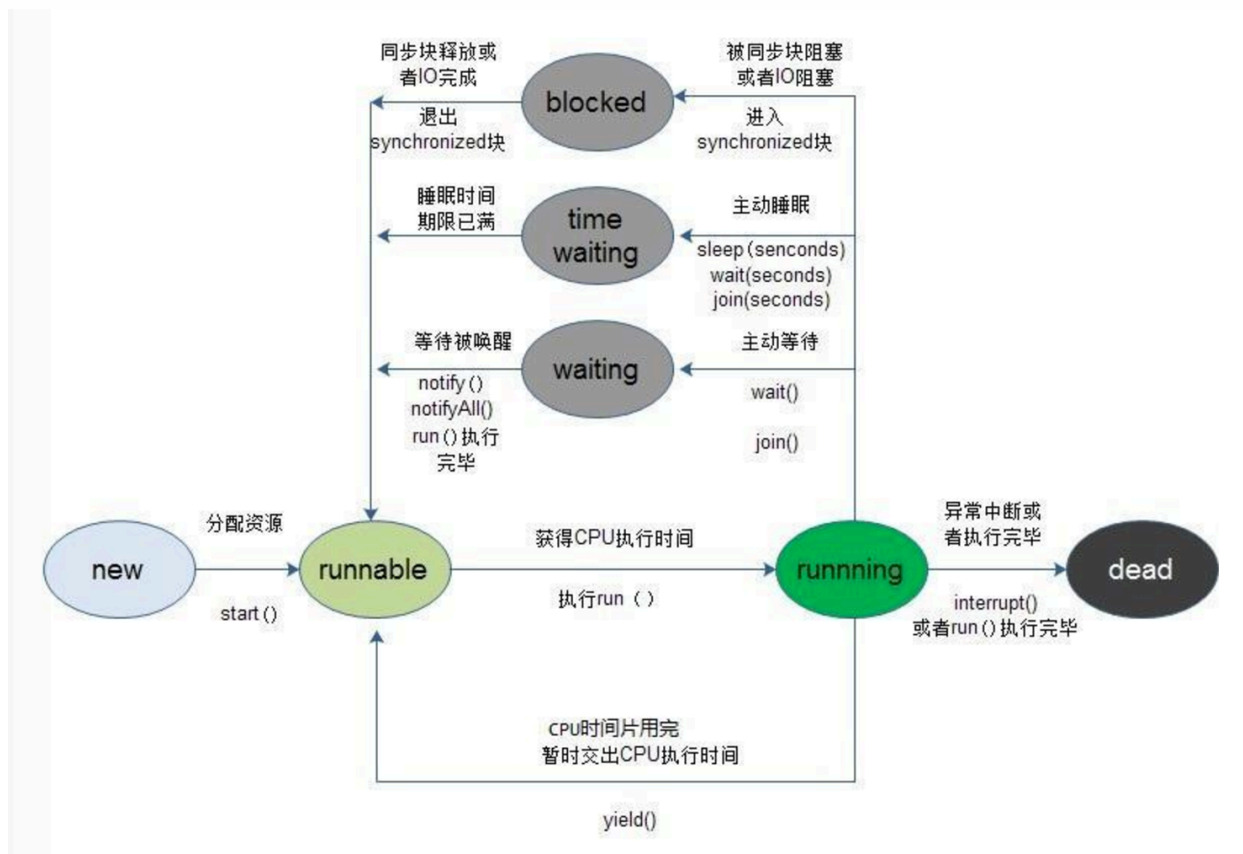 同步块释放或
者IO完成
被同步块阻塞
或者IO阻塞
blocked
退出
synchronized块
进入
synchronized块
睡眠时间
期限已满
time
waiting
主动睡眠
sleep(senconds)
wait(seconds)
join(seconds)
等待被唤醒
waiting
主动等待
notify()
notifyAll()
run()执行
完毕
wait()
join()
分配资源
获得CPU执行时间
异常中断或
者执行完毕
new
runnable
runnning
dead
start()
执行run（）
interrupt()
或者run()执行完毕
CPU时间片用完
暂时交出CPU执行时间
yield()